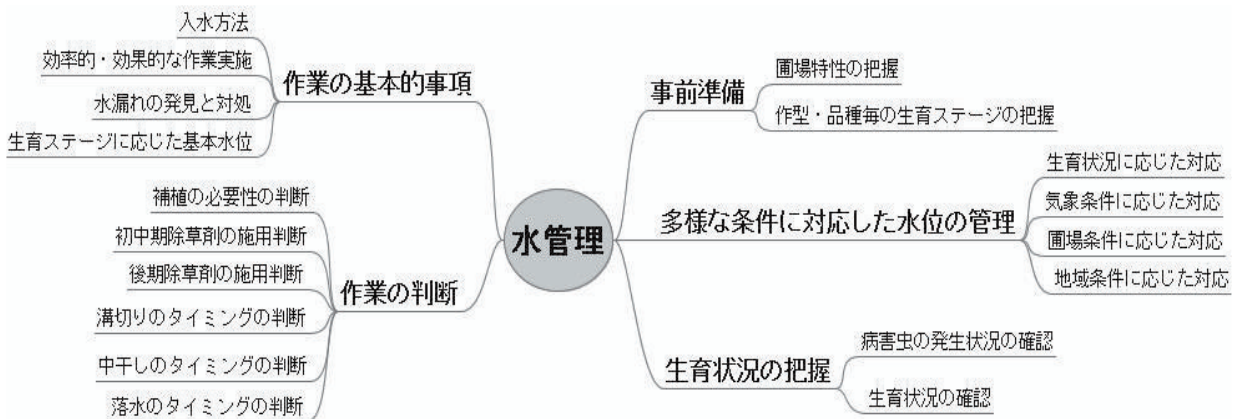 水管理
作業の基本的事項
入水方法
効率的・効果的な作業実施
水漏れの発見と対処
生育ステージに応じた基本水位
作業の判断
補植の必要性の判断
初中期除草剤の施用判断
後期除草剤の施用判断
溝切りのタイミングの判断
中干しのタイミングの判断
落水のタイミングの判断
事前準備
圃場特性の把握
作型・品種毎の生育ステージの把握
多様な条件に対応した水位の管理
生育状況に応じた対応
気象条件に応じた対応
圃場条件に応じた対応
地域条件に応じた対応
生育状況の把握
病害虫の発生状況の確認
生育状況の確認